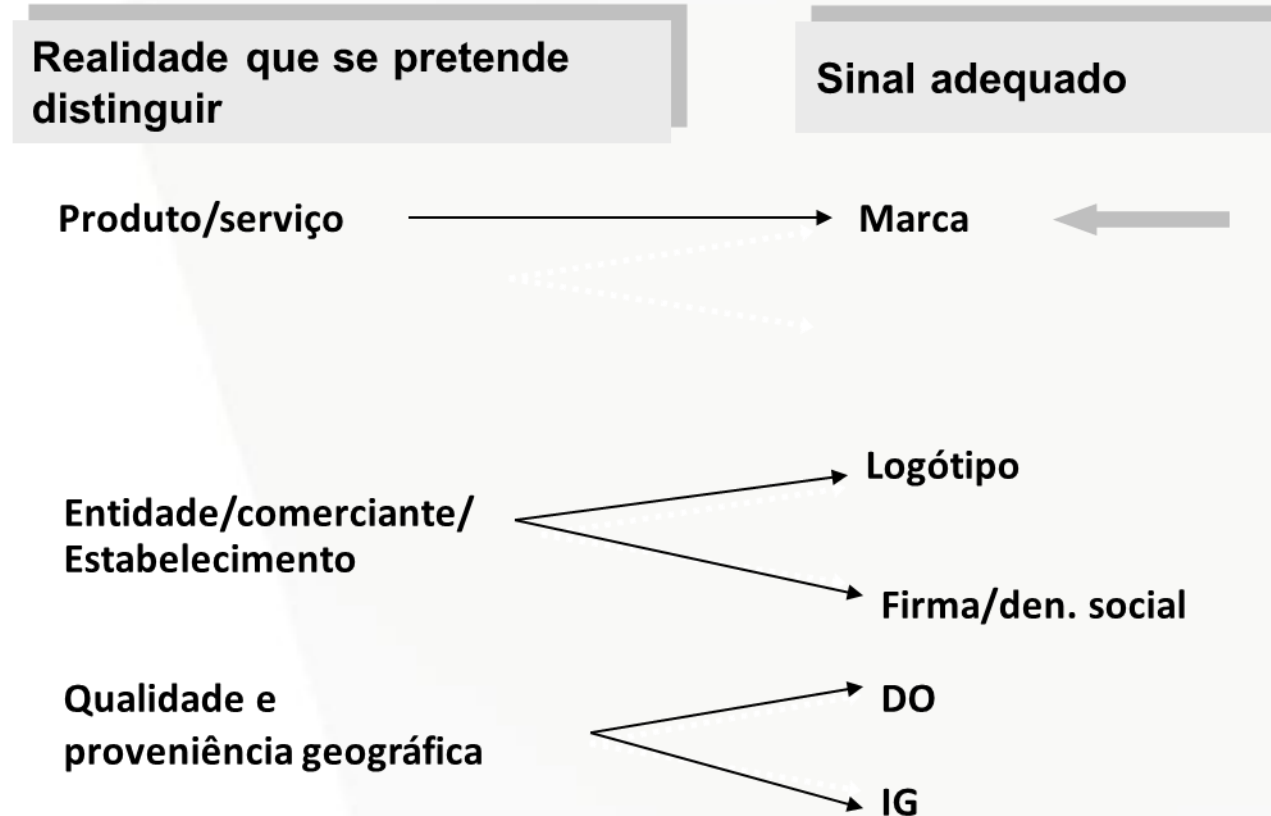 Realidade que se pretende
distinguir
Sinal adequado
Produto/serviço
Marca
Logótipo
Entidade/comerciante/
Estabelecimento
Firma/den. social
Qualidade e
proveniência geográfica
DO
IG